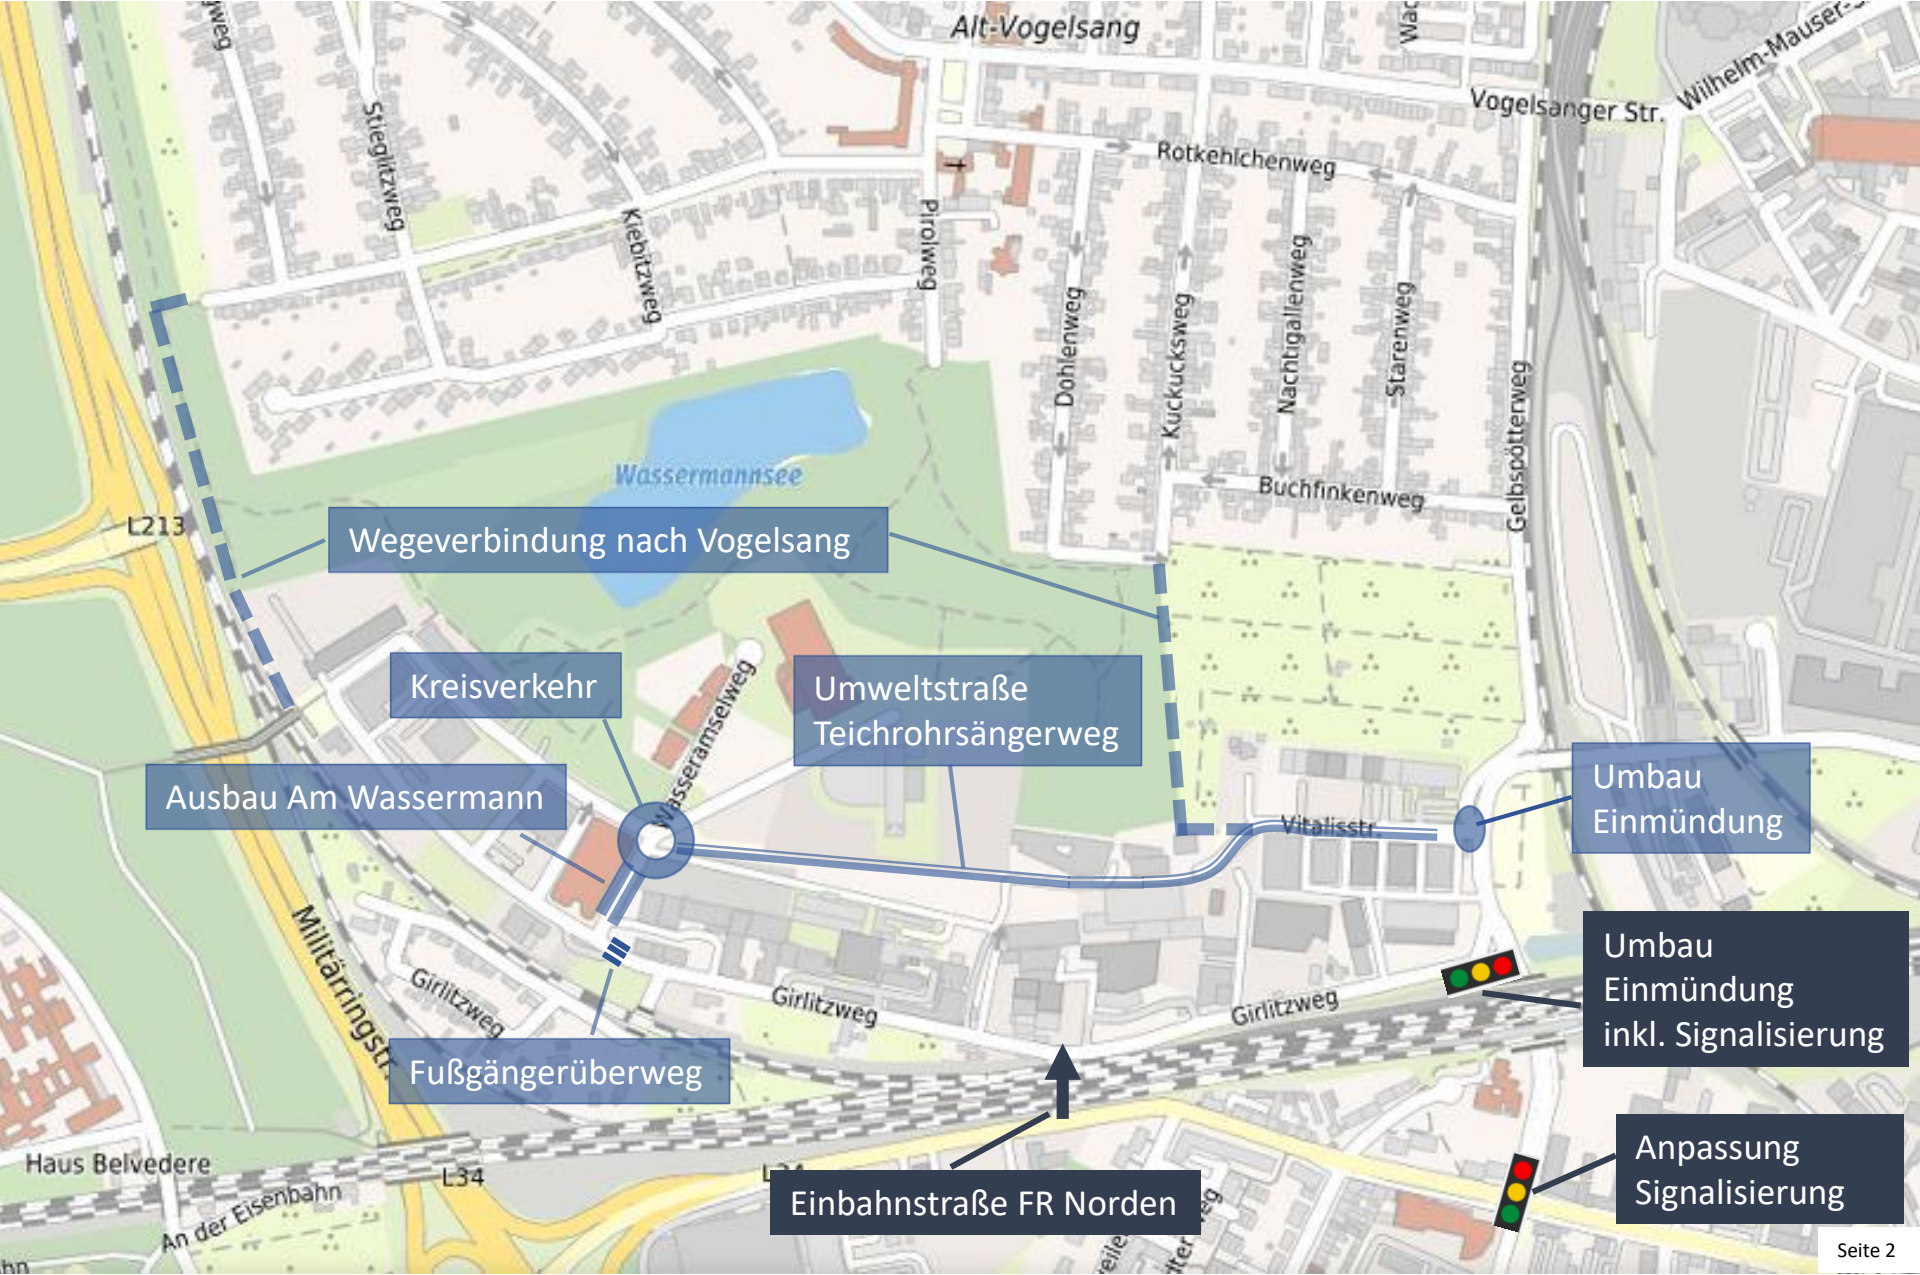 Alt-Vogelsang
Wilhelm-Mauser-S
Vogelsanger Str.
Stieglitzweg
Rotkehlchenweg
Kiebitzweg
Pirolweg
Dohlenweg
Kuckucksweg
Nachtigallenweg
Starenweg
Gelbspötterweg
Wassermannsee
Buchfinkenweg
L213
Wegeverbindung nach Vogelsang
Kreisverkehr
Wasseramselweg
Umweltstraße
Teichrohrsängerweg
Ausbau Am Wassermann
Vitalisstr.
Umbau
Einmündung
Militärringstr.
Girlitzweg
Girlitzweg
Girlitzweg
Umbau
Einmündung
inkl. Signalisierung
Fußgängerüberweg
Haus Belvedere
L34
An der Eisenbahn
Einbahnstraße FR Norden
Anpassung
Signalisierung
Seite 2